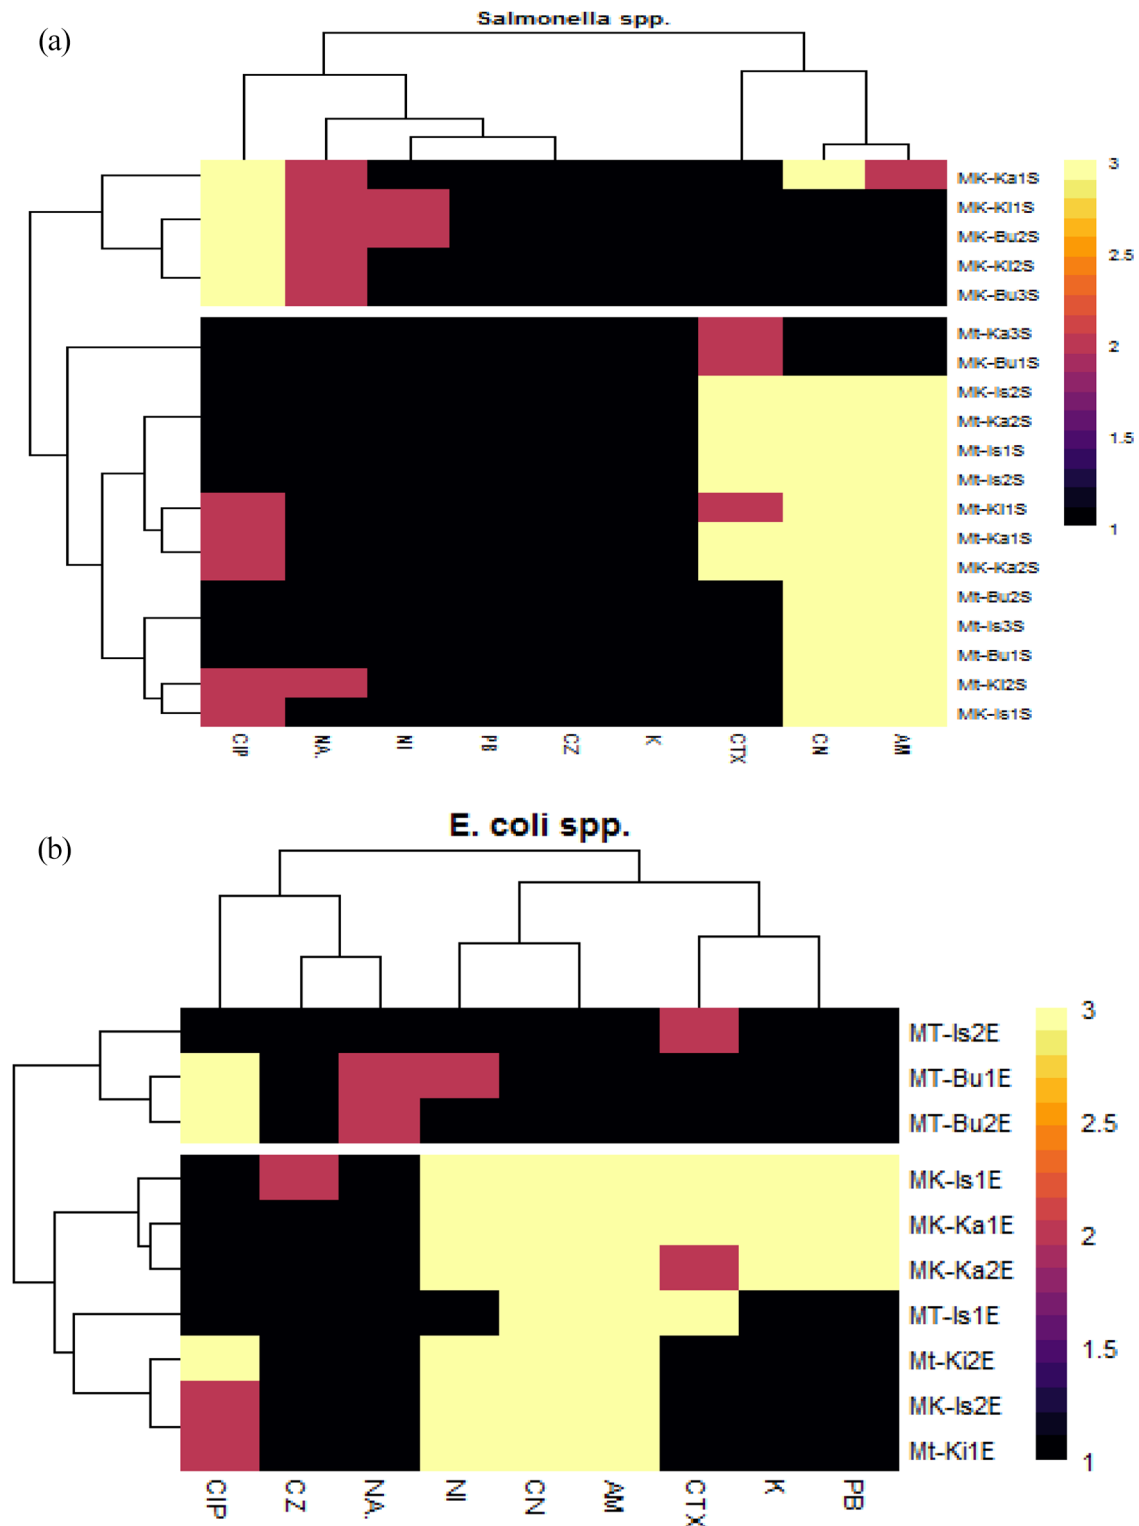 Salmonella spp.
(a)
MK-Ka1S
MK-KI1S
MK-Bu2S
MK-KI2S
MK-Bu3S
Mt-Ka3S
MK-Bu1S
MK-Is2S
Mt-Ka2S
Mt-Is1S
Mt-Is2S
Mt-KI1S
Mt-Ka1S
MK-Ka2S
Mt-Bu2S
Mt-Is3S
Mt-Bu1S
Mt-KI2S
MK-Is1S
3
2.5
2
1.5
1
CIP NA. NI PB CZ K CTX CN AM
E. coli spp.
(b)
MT-Is2E
MT-Bu1E
MT-Bu2E
MK-Is1E
MK-Ka1E
MK-Ka2E
MT-Is1E
Mt-Ki2E
MK-Is2E
Mt-Ki1E
3
2.5
2
1.5
1
CIP CZ NA. NI CN AM CTX K PB